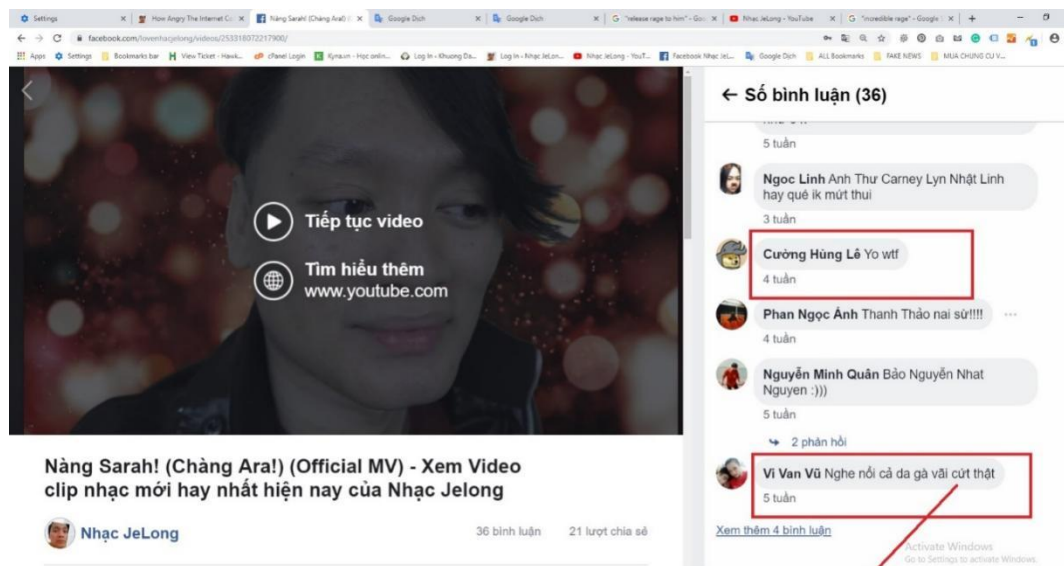 Settings
How Angry The Internet Co
Nàng Sarah! (Chàng Ara!) (
Google Dịch
Google Dịch
"release rage to him" - Goo
Nhạc JeLong - YouTube
"incredible rage" - Google
facebook.com/lovenhacjelong/videos/253318072217900/
Apps
Settings
Bookmarks bar
View Ticket - Hawk...
cPanel Login
Kyna.vn - Học onlin...
Log In - Khuong Da...
Log In - Nhạc JeLon...
Nhạc JeLong - YouT...
Facebook Nhạc JeL...
Google Dịch
ALL Bookmarks
FAKE NEWS
MUA CHUNG CU V...
Tiếp tục video
Tìm hiểu thêm
www.youtube.com
Nàng Sarah! (Chàng Ara!) (Official MV) - Xem Video
clip nhạc mới hay nhất hiện nay của Nhạc Jelong
Nhạc JeLong
36 bình luận
21 lượt chia sẻ
Số bình luận (36)
5 tuần
Ngoc Linh Anh Thư Carney Lyn Nhật Linh
hay qué ik mứt thui
3 tuần
Cường Hùng Lê Yo wtf
4 tuần
Phan Ngọc Ánh Thanh Thảo nai sừ!!!!
4 tuần
Nguyễn Minh Quân Bảo Nguyễn Nhat
Nguyen :)))
5 tuần
2 phản hồi
Vi Van Vũ Nghe nổi cả da gà vãi cứt thật
5 tuần
Xem thêm 4 bình luận
Activate Windows
Go to Settings to activate Windows.